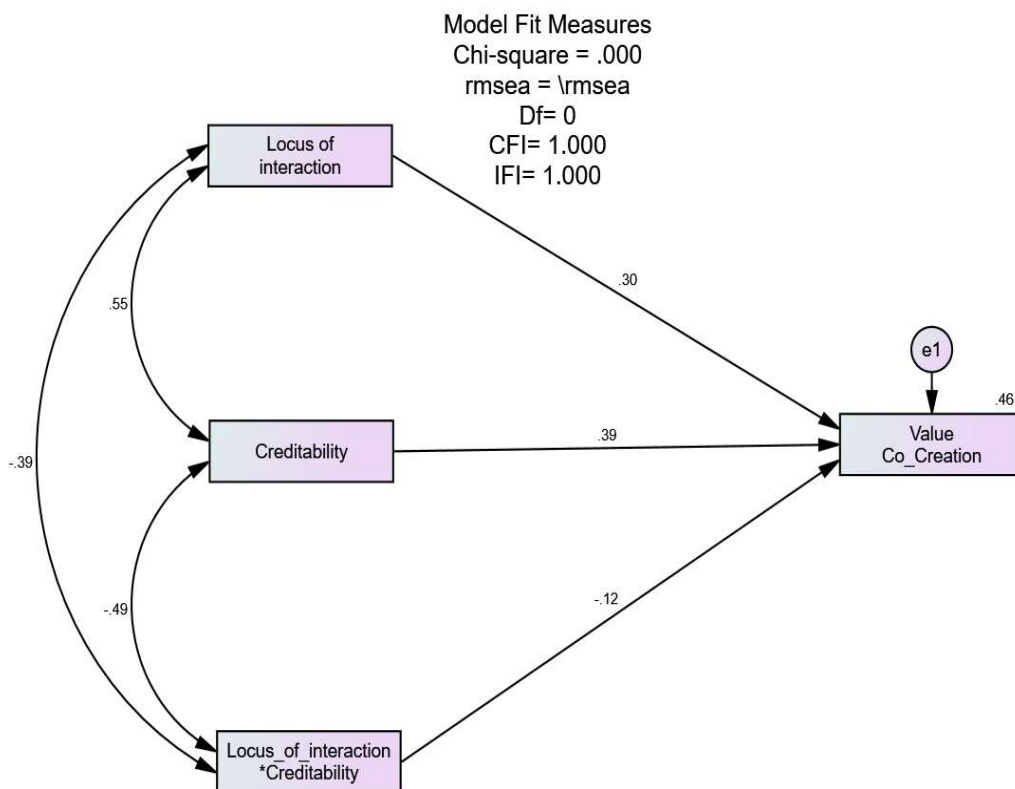 Model Fit Measures
Chi-square = .000
rmsea = \rmsea
Df= 0
CFI= 1.000
IFI= 1.000
Locus of
interaction
.30
.55
e1
.46
Creditability
.39
Value
Co_Creation
-.39
-.49
-.12
Locus_of_interaction
*Creditability